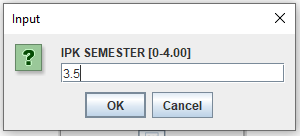 Input
IPK SEMESTER [0-4.00]
3.5
OK
Cancel